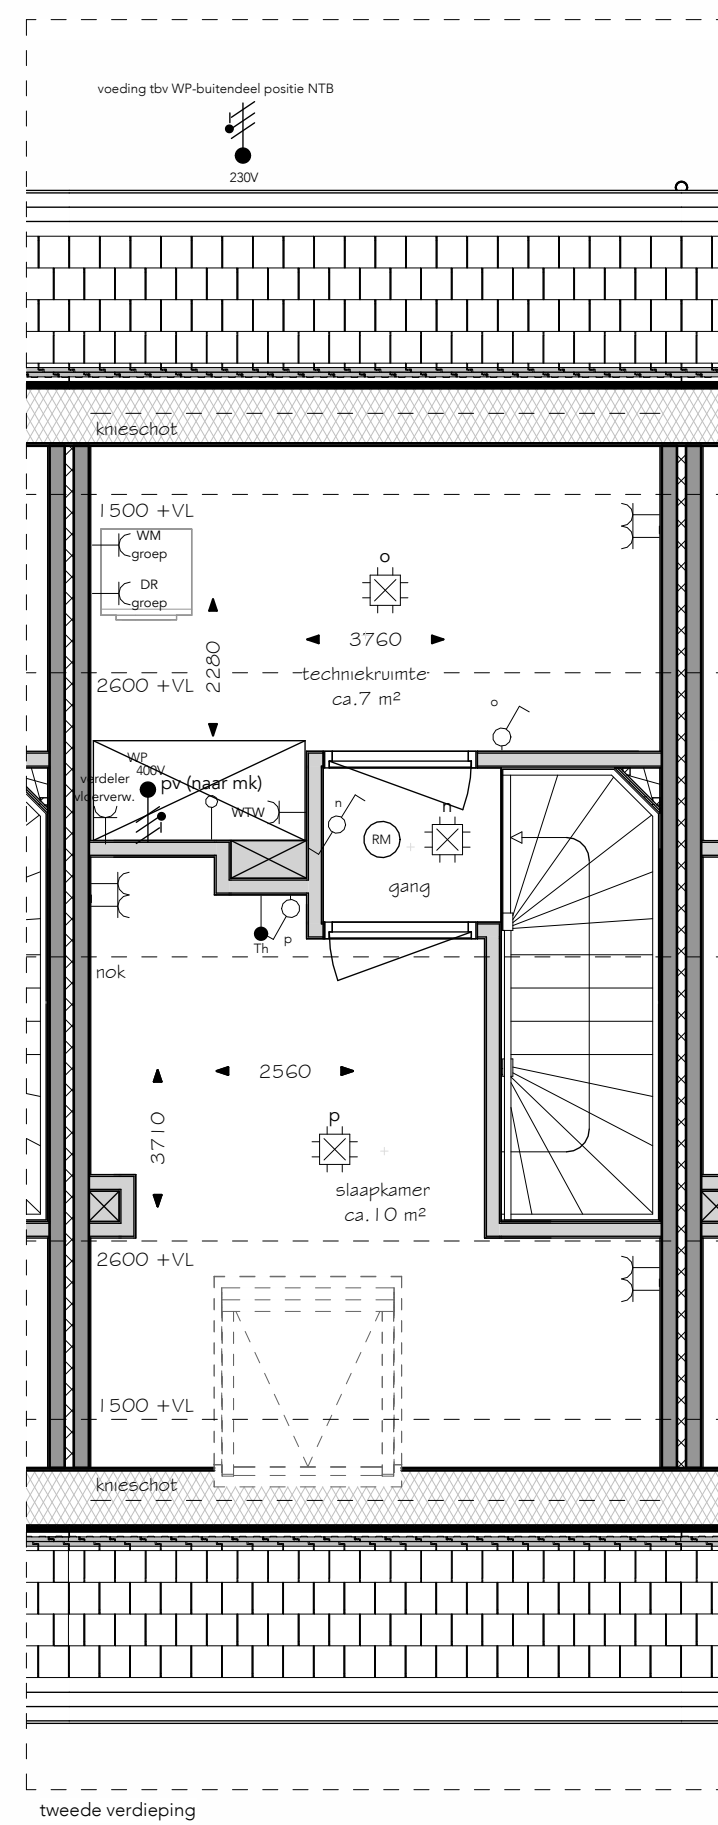 voeding tbv WP-buitendeel positie NTB
230V
knieschot
1500 +VL
WM
groep
DR
groep
o
3760
2280
techniekruimte
ca.7 m²
2600 +VL
o
WP
400V
verdeler
vloerverw.
pv (naar mk)
WTW
n
n
RM
gang
Th
p
nok
2560
3710
p
slaapkamer
ca.10 m²
2600 +VL
1500 +VL
knieschot
tweede verdieping